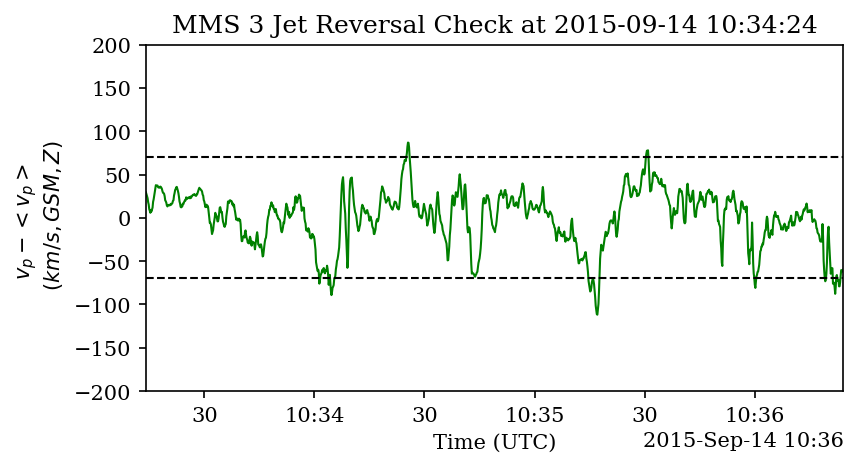 MMS 3 Jet Reversal Check at 2015-09-14 10:34:24
v_p − < v_p >
(km/s, GSM, Z)
200
150
100
50
0
−50
−100
−150
−200
30 10:34 30 10:35 30 10:36
Time (UTC)
2015-Sep-14 10:36